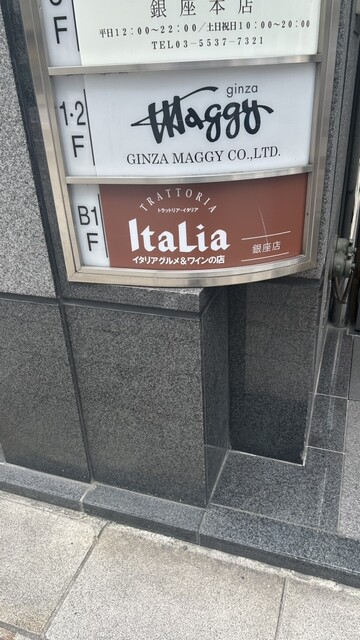 F
銀座本店
平日12:00~22:00/土日祝日10:00~20:00
TEL03-5537-7321
1・2
F
ginza
Maggy
GINZA MAGGY CO.,LTD.
B1
F
TRATTORIA
トラットリア・イタリア
Italia
イタリアグルメ&ワインの店
銀座店